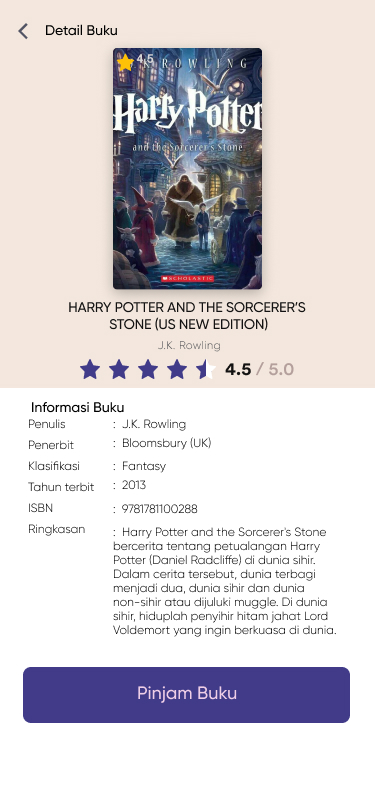 Detail Buku
4.5
J.K. ROWLING
Harry Potter
and the Sorcerer's Stone
SCHOLASTIC
HARRY POTTER AND THE SORCERER'S
STONE (US NEW EDITION)
J.K. Rowling
4.5 / 5.0
Informasi Buku
Penulis : J.K. Rowling
Penerbit : Bloomsbury (UK)
Klasifikasi : Fantasy
Tahun terbit : 2013
ISBN : 9781781100288
Ringkasan : Harry Potter and the Sorcerer's Stone
bercerita tentang petualangan Harry
Potter (Daniel Radcliffe) di dunia sihir.
Dalam cerita tersebut, dunia terbagi
menjadi dua, dunia sihir dan dunia
non-sihir atau dijuluki muggle. Di dunia
sihir, hiduplah penyihir hitam jahat Lord
Voldemort yang ingin berkuasa di dunia.
Pinjam Buku